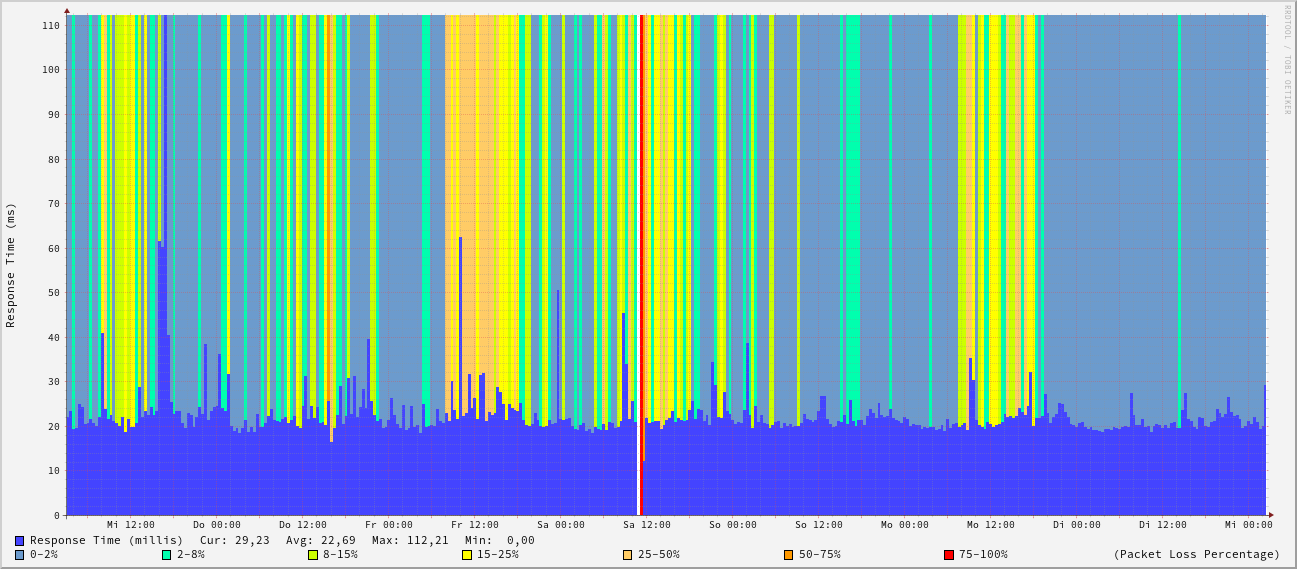 RRDTOOL / TOBI OETIKER
Response Time (ms)
110
100
90
80
70
60
50
40
30
20
10
0
Mi 12:00 Do 00:00 Do 12:00 Fr 00:00 Fr 12:00 Sa 00:00 Sa 12:00 So 00:00 So 12:00 Mo 00:00 Mo 12:00 Di 00:00 Di 12:00 Mi 00:00
Response Time (millis) Cur: 29,23 Avg: 22,69 Max: 112,21 Min: 0,00
0-2% 2-8% 8-15% 15-25% 25-50% 50-75% 75-100% (Packet Loss Percentage)